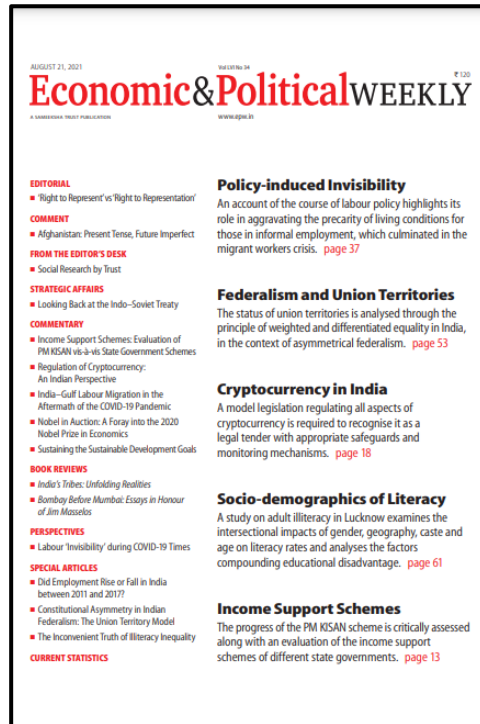 AUGUST 21, 2021
Vol LVI No 34
₹ 120
Economic&PoliticalWEEKLY
A SAMEEKSHA TRUST PUBLICATION
www.epw.in
EDITORIAL
■ 'Right to Represent' vs 'Right to Representation'
COMMENT
■ Afghanistan: Present Tense, Future Imperfect
FROM THE EDITOR'S DESK
■ Social Research by Trust
STRATEGIC AFFAIRS
■ Looking Back at the Indo–Soviet Treaty
COMMENTARY
■ Income Support Schemes: Evaluation of
PM KISAN vis-à-vis State Government Schemes
■ Regulation of Cryptocurrency:
An Indian Perspective
■ India–Gulf Labour Migration in the
Aftermath of the COVID-19 Pandemic
■ Nobel in Auction: A Foray into the 2020
Nobel Prize in Economics
■ Sustaining the Sustainable Development Goals
BOOK REVIEWS
■ India's Tribes: Unfolding Realities
■ Bombay Before Mumbai: Essays in Honour
of Jim Masselos
PERSPECTIVES
■ Labour 'Invisibility' during COVID-19 Times
SPECIAL ARTICLES
■ Did Employment Rise or Fall in India
between 2011 and 2017?
■ Constitutional Asymmetry in Indian
Federalism: The Union Territory Model
■ The Inconvenient Truth of Illiteracy Inequality
CURRENT STATISTICS
Policy-induced Invisibility
An account of the course of labour policy highlights its
role in aggravating the precarity of living conditions for
those in informal employment, which culminated in the
migrant workers crisis. page 37
Federalism and Union Territories
The status of union territories is analysed through the
principle of weighted and differentiated equality in India,
in the context of asymmetrical federalism. page 53
Cryptocurrency in India
A model legislation regulating all aspects of
cryptocurrency is required to recognise it as a
legal tender with appropriate safeguards and
monitoring mechanisms. page 18
Socio-demographics of Literacy
A study on adult illiteracy in Lucknow examines the
intersectional impacts of gender, geography, caste and
age on literacy rates and analyses the factors
compounding educational disadvantage. page 61
Income Support Schemes
The progress of the PM KISAN scheme is critically assessed
along with an evaluation of the income support
schemes of different state governments. page 13